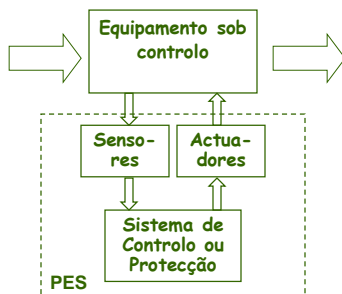 Equipamento sob
controlo
Senso-
res
Actua-
dores
Sistema de
Controlo ou
Protecção
PES